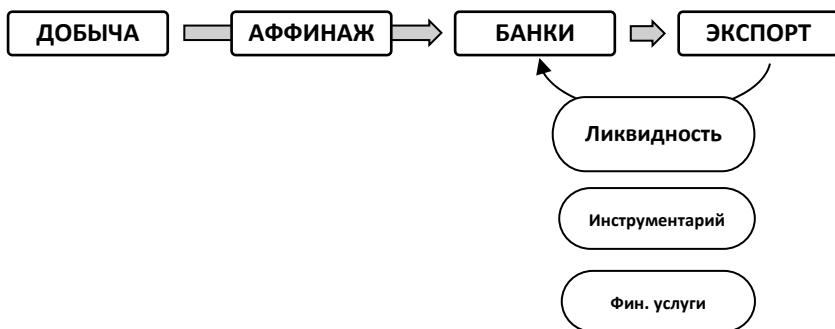 ДОБЫЧА
АФФИНАЖ
БАНКИ
ЭКСПОРТ
Ликвидность
Инструментарий
Фин. услуги